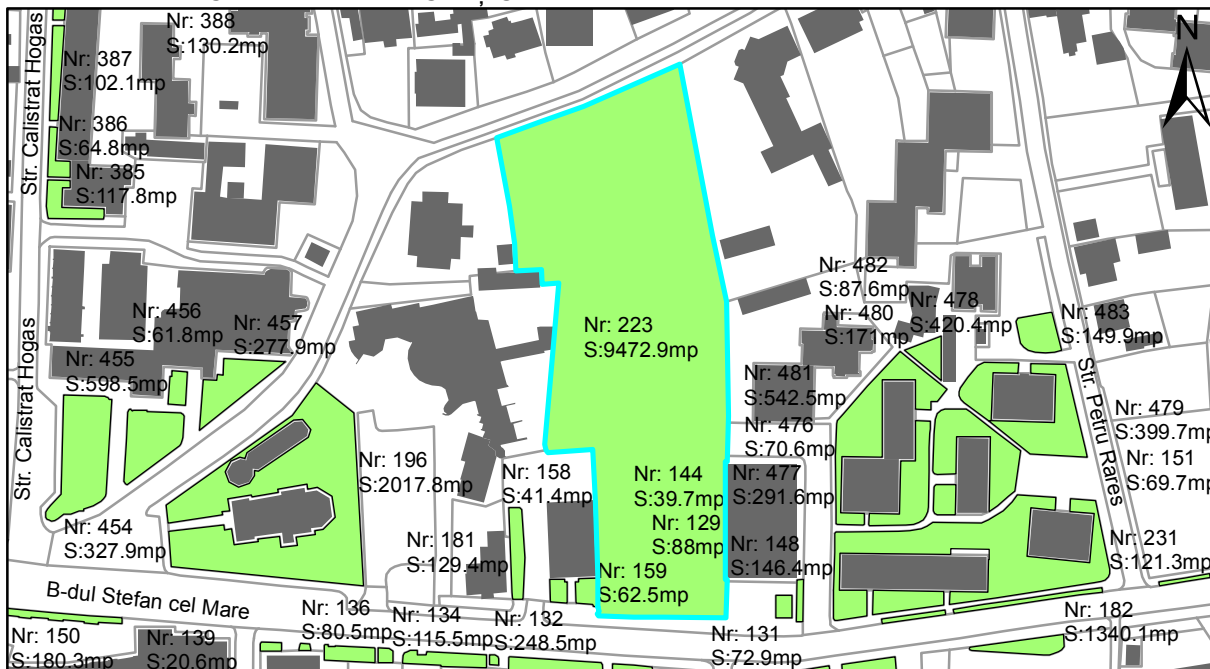 Nr: 388
S:130.2mp
N
Nr: 387
S:102.1mp
Nr: 386
S:64.8mp
Nr: 385
S:117.8mp
Str. Calistrat Hogas
Nr: 482
S:87.6mp
Nr: 478
S:420.4mp
Nr: 480
S:171mp
Nr: 483
S:149.9mp
Nr: 456
S:61.8mp
Nr: 457
S:277.9mp
Nr: 223
S:9472.9mp
Nr: 455
S:598.5mp
Nr: 481
S:542.5mp
Str. Petru Rares
Nr: 479
S:399.7mp
Nr: 476
S:70.6mp
Str. Calistrat Hogas
Nr: 196
S:2017.8mp
Nr: 158
S:41.4mp
Nr: 144
S:39.7mp
Nr: 477
S:291.6mp
Nr: 151
S:69.7mp
Nr: 454
S:327.9mp
Nr: 181
S:129.4mp
Nr: 129
S:88mp
Nr: 148
S:146.4mp
Nr: 231
S:121.3mp
Nr: 159
S:62.5mp
B-dul Stefan cel Mare
Nr: 136
S:80.5mp
Nr: 134
S:115.5mp
Nr: 132
S:248.5mp
Nr: 131
S:72.9mp
Nr: 182
S:1340.1mp
Nr: 150
S:180.3mp
Nr: 139
S:20.6mp